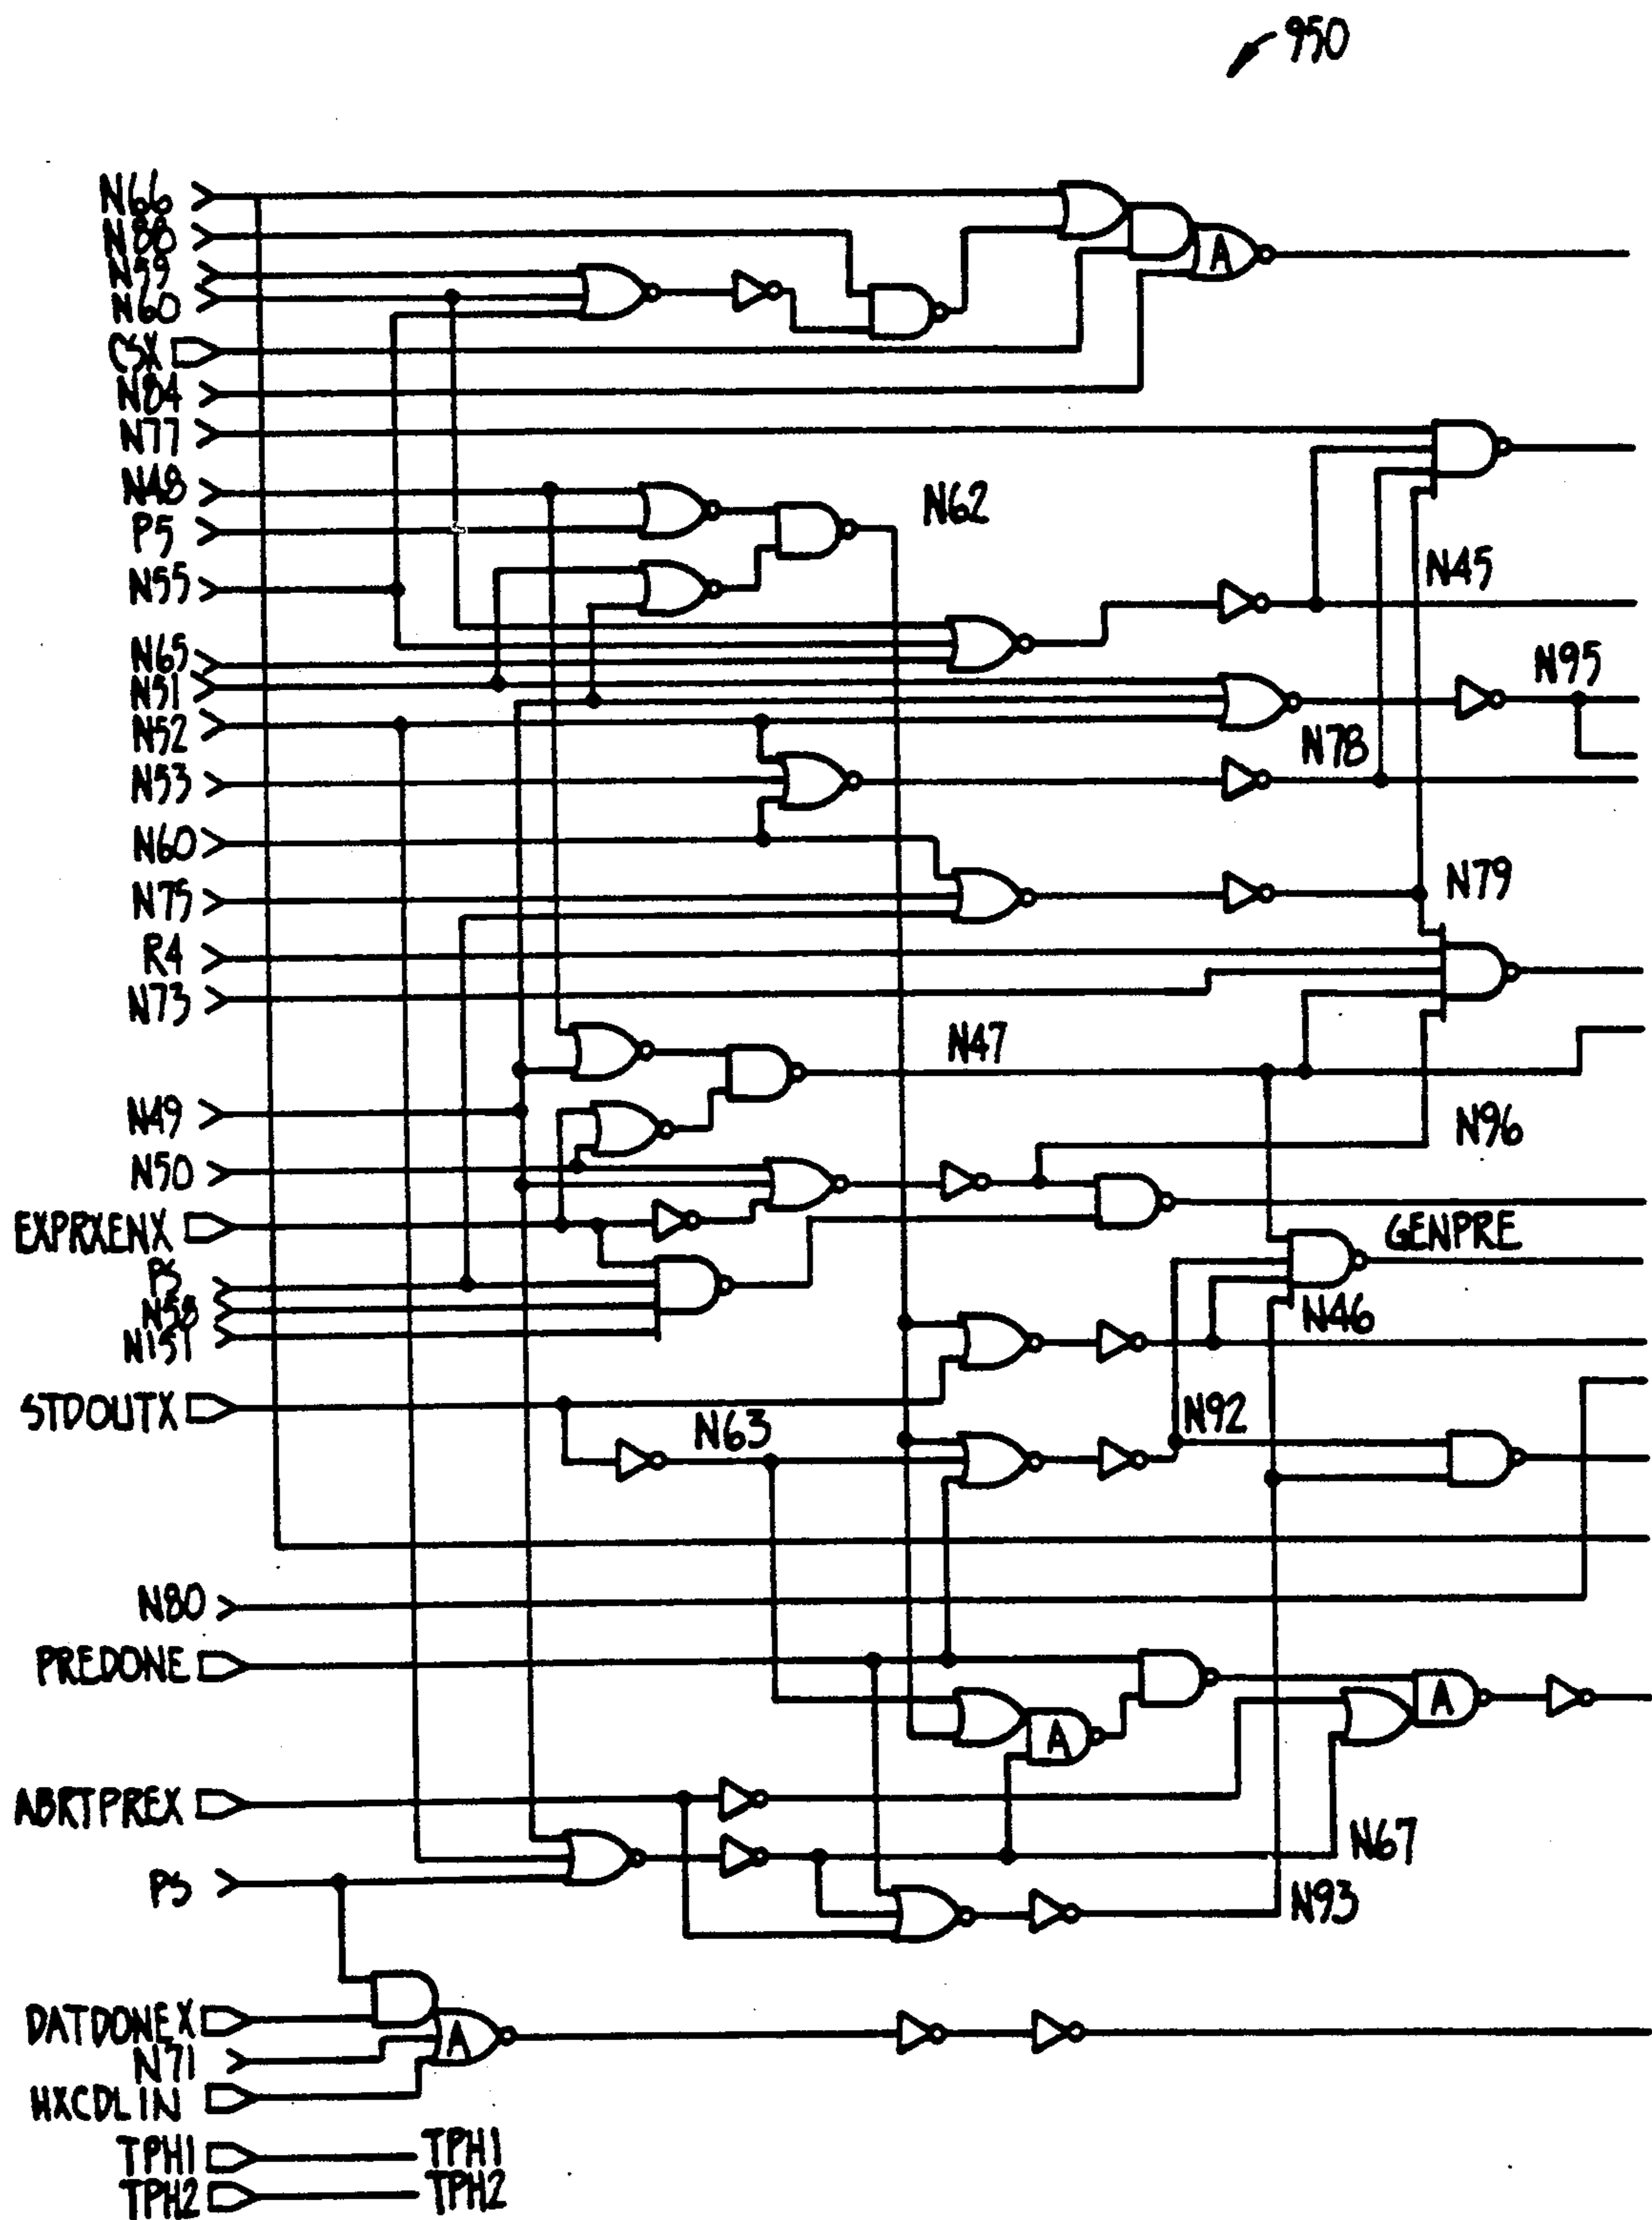 950
N66
N88
N59
N60
CSX
N84
N77
N48
P5
N62
N55
N45
N65
N51
N95
N52
N78
N53
N60
N79
N75
R4
N73
N47
N49
N96
N50
EXPRXENX
GENPRE
P5
N58
N46
N151
STDOUTX
N92
N63
N80
PREDONE
A
A
ABRTPREX
N67
P5
N93
DATDONEX
A
A
N71
HXCDLIN
TPH1 TPH1
TPH2 TPH2